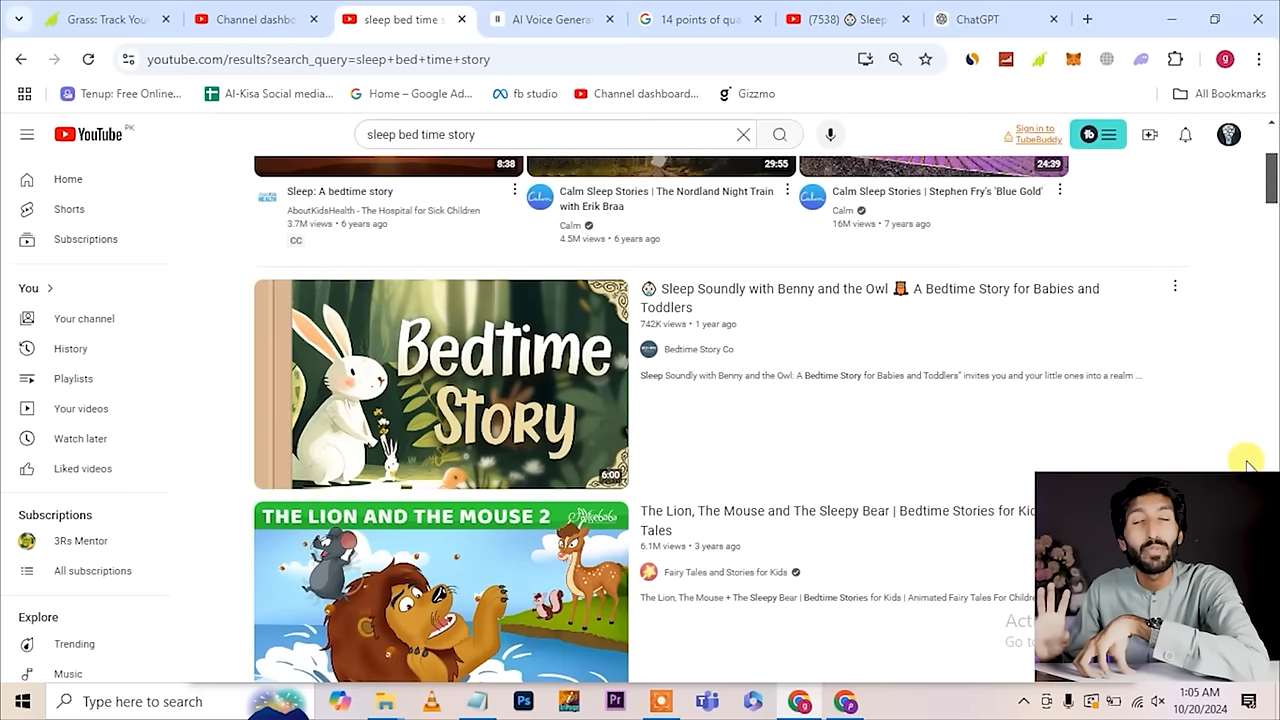 Grass: Track You
Channel dashbo
sleep bed time s
AI Voice Genera
14 points of qua
(7538) Sleep
ChatGPT
youtube.com/results?search_query=sleep+bed+time+story
Tenup: Free Online...
Al-Kisa Social media...
Home – Google Ad...
fb studio
Channel dashboard...
Gizzmo
All Bookmarks
YouTube PK
sleep bed time story
Sign in to
TubeBuddy
Home
Shorts
Subscriptions
You
Your channel
History
Playlists
Your videos
Watch later
Liked videos
Subscriptions
3Rs Mentor
All subscriptions
Explore
Trending
Music
8:38
29:55
24:39
Sleep: A bedtime story
AboutKidsHealth - The Hospital for Sick Children
3.7M views • 6 years ago
CC
Calm Sleep Stories | The Nordland Night Train
with Erik Braa
Calm
4.5M views • 6 years ago
Calm Sleep Stories | Stephen Fry's 'Blue Gold'
Calm
16M views • 7 years ago
Bedtime
Story
6:00
Sleep Soundly with Benny and the Owl A Bedtime Story for Babies and
Toddlers
742K views • 1 year ago
Bedtime Story Co
Sleep Soundly with Benny and the Owl: A Bedtime Story for Babies and Toddlers" invites you and your little ones into a realm ...
THE LION AND THE MOUSE 2
The Lion, The Mouse and The Sleepy Bear | Bedtime Stories for Kid
Tales
6.1M views • 3 years ago
Fairy Tales and Stories for Kids
The Lion, The Mouse + The Sleepy Bear | Bedtime Stories for Kids | Animated Fairy Tales For Childre
Act
Go to
Type here to search
1:05 AM
10/20/2024